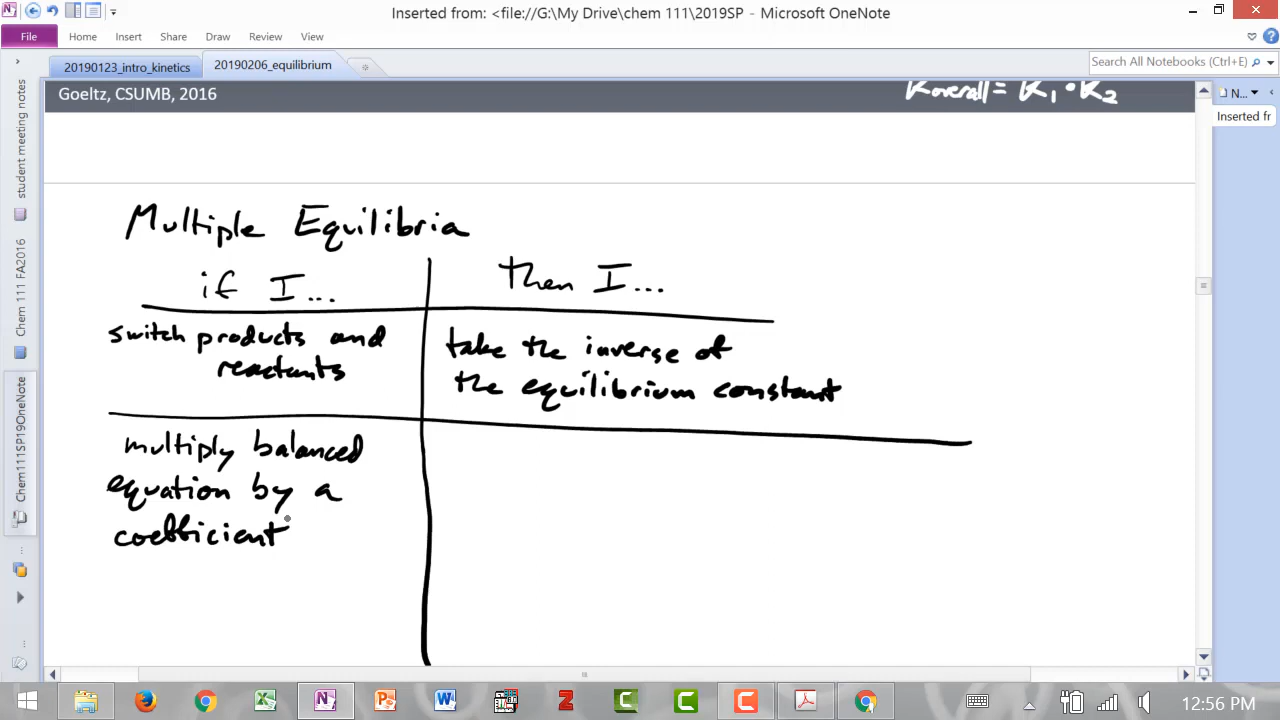 Inserted from: <file://G:\My Drive\chem 111\2019SP - Microsoft OneNote
File Home Insert Share Draw Review View
20190123_intro_kinetics 20190206_equilibrium
Search All Notebooks (Ctrl+E)
student meeting notes
Chem 111 FA2016
Chem111SP19OneNote
N...
Inserted fr
Goeltz, CSUMB, 2016
Koverall = K1 • K2
Multiple Equilibria
if I... then I...
switch products and
reactants
take the inverse of
the equilibrium constant
multiply balanced
equation by a
coefficient
12:56 PM